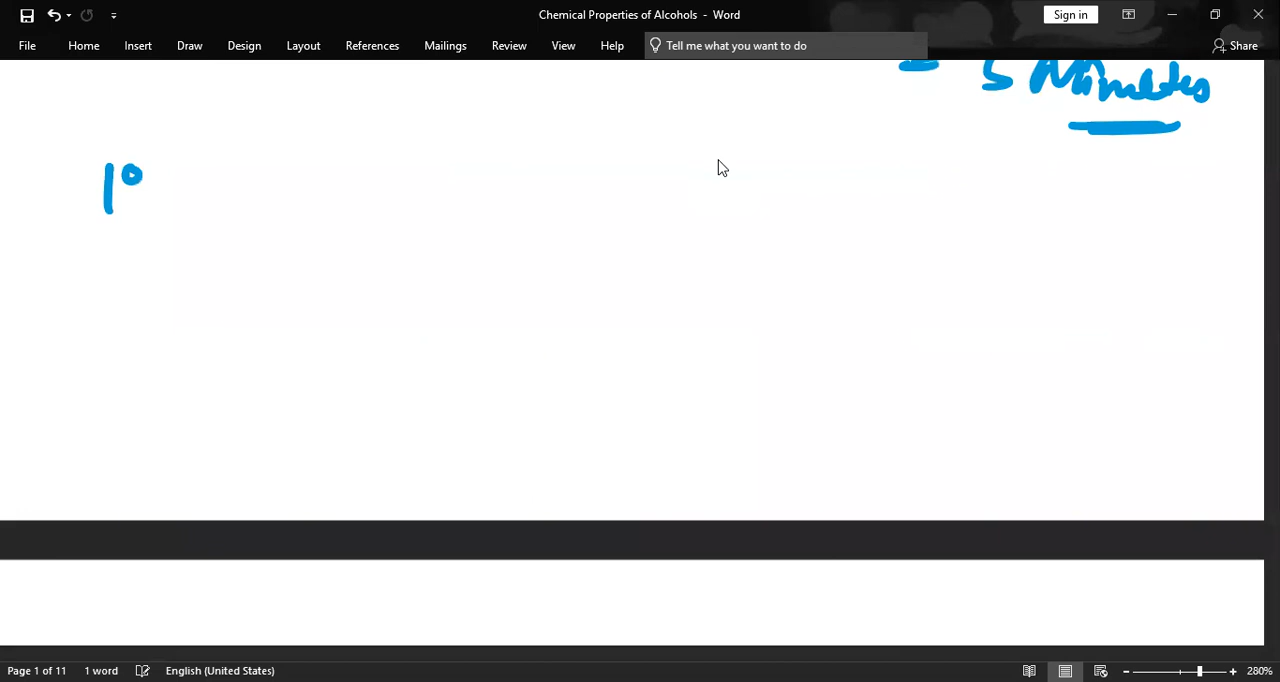 Chemical Properties of Alcohols - Word
Sign in
File Home Insert Draw Design Layout References Mailings Review View Help Tell me what you want to do Share
= 5 Minutes
1°
Page 1 of 11 1 word English (United States) 280%